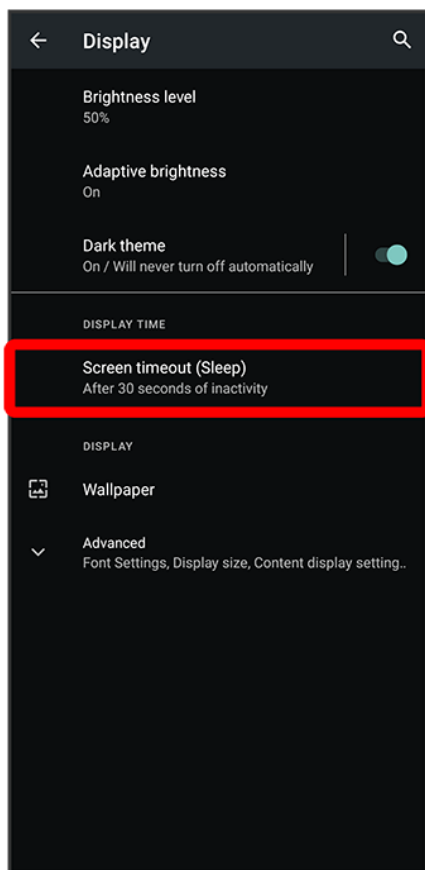 Display
Brightness level
50%
Adaptive brightness
On
Dark theme
On / Will never turn off automatically
DISPLAY TIME
Screen timeout (Sleep)
After 30 seconds of inactivity
DISPLAY
Wallpaper
Advanced
Font Settings, Display size, Content display setting..